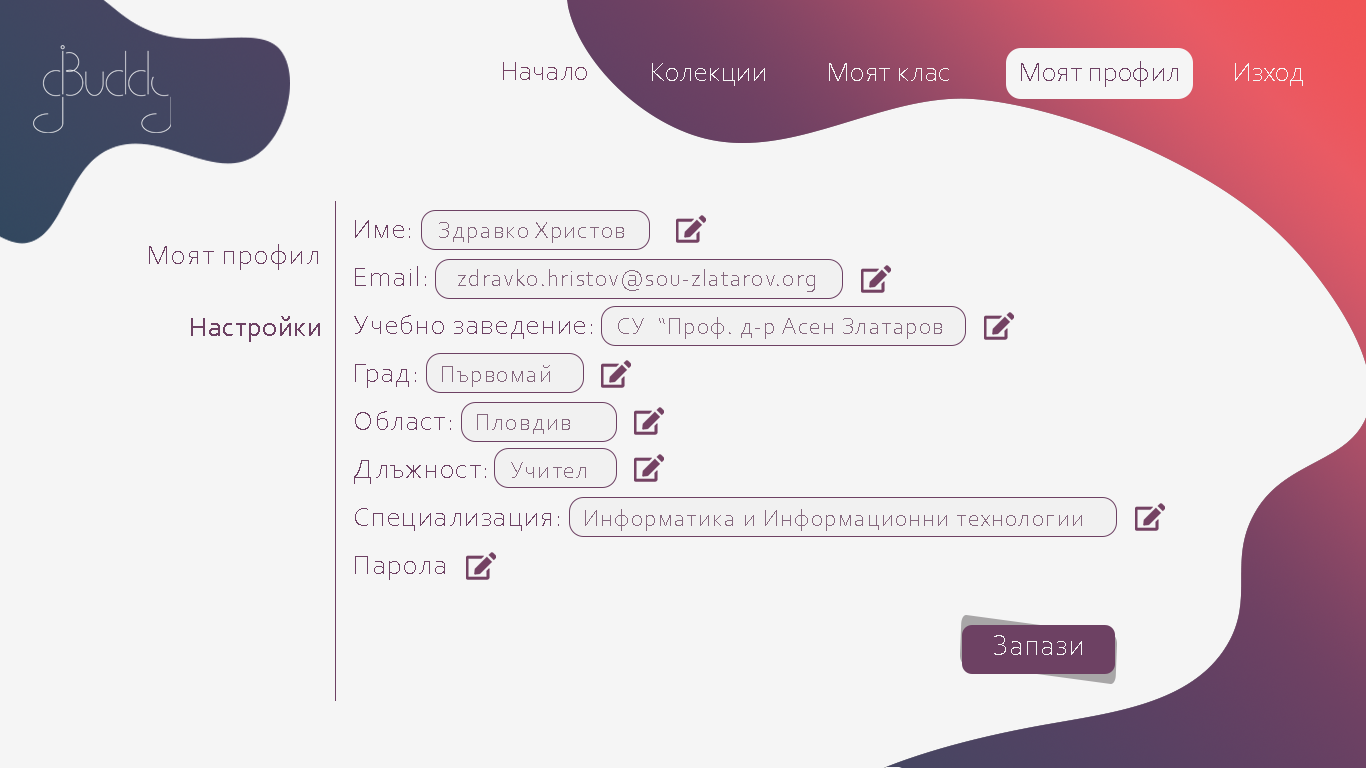 jBuddy
Начало Колекции Моят клас Моят профил Изход
Моят профил
Настройки
Име: Здравко Христов
Email: zdravko.hristov@sou-zlatarov.org
Учебно заведение: СУ “Проф. д-р Асен Златаров
Град: Първомай
Област: Пловдив
Длъжност: Учител
Специализация: Информатика и Информационни технологии
Парола
Запази